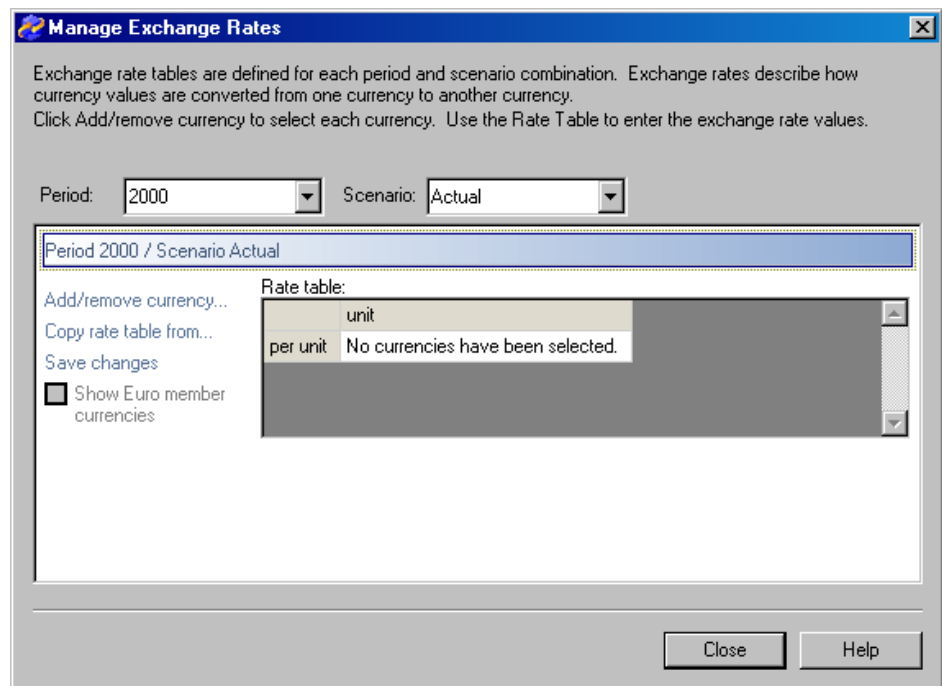 Manage Exchange Rates
Exchange rate tables are defined for each period and scenario combination.  Exchange rates describe how
currency values are converted from one currency to another currency.
Click Add/remove currency to select each currency.  Use the Rate Table to enter the exchange rate values.
Period: 2000 Scenario: Actual
Period 2000 / Scenario Actual
Rate table:
Add/remove currency...
unit
Copy rate table from...
per unit No currencies have been selected.
Save changes
Show Euro member
currencies
Close Help